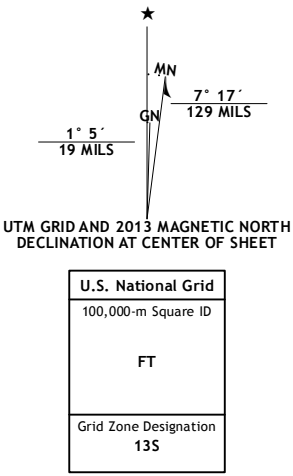 ★
MN
GN
7° 17´
129 MILS
1° 5´
19 MILS
UTM GRID AND 2013 MAGNETIC NORTH
DECLINATION AT CENTER OF SHEET
U.S. National Grid
100,000-m Square ID
FT
Grid Zone Designation
13S